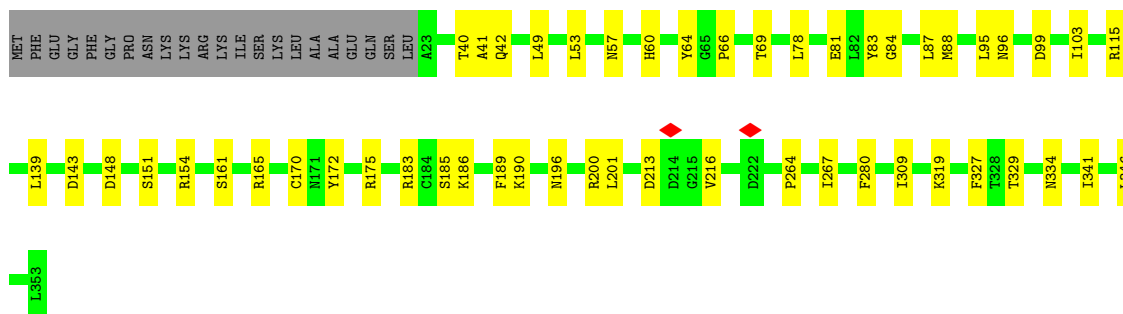 MET PHE GLU GLY PHE GLY PRO ASN LYS LYS ARG LYS ILE SER LYS LEU ALA ALA GLU GLN SER LEU A23 T40 A41 Q42 L49 L53 N57 H60 Y64 G65 P66 T69 L78 E81 L82 Y83 G84 L87 M88 L95 N96 D99 I103 R115
L139 D143 D148 S151 R154 S161 R165 C170 N171 Y172 R175 R183 C184 S185 K186 F189 K190 N196 R200 L201 D213 D214 G215 V216 D222 P264 I267 F280 I309 K319 F327 T328 T329 N334 I341
L353